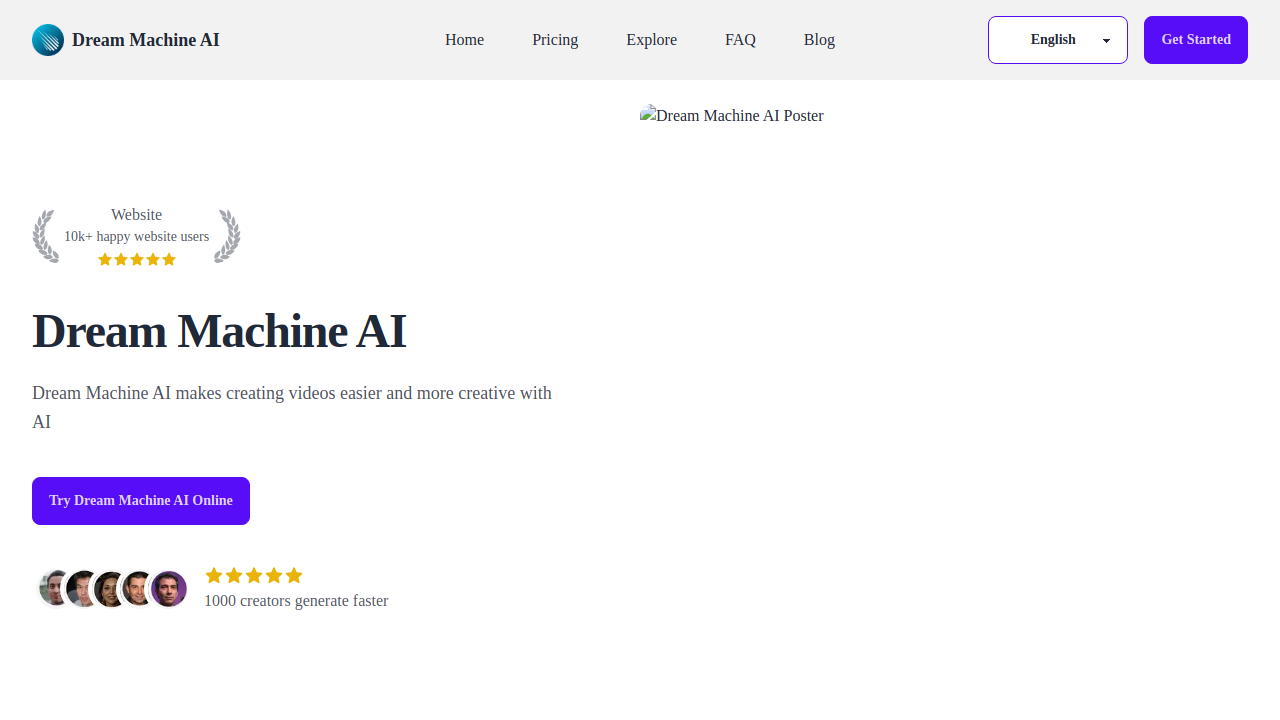 Dream Machine AI
Home
Pricing
Explore
FAQ
Blog
English
Get Started
Dream Machine AI Poster
Website
10k+ happy website users
Dream Machine AI
Dream Machine AI makes creating videos easier and more creative with
AI
Try Dream Machine AI Online
1000 creators generate faster